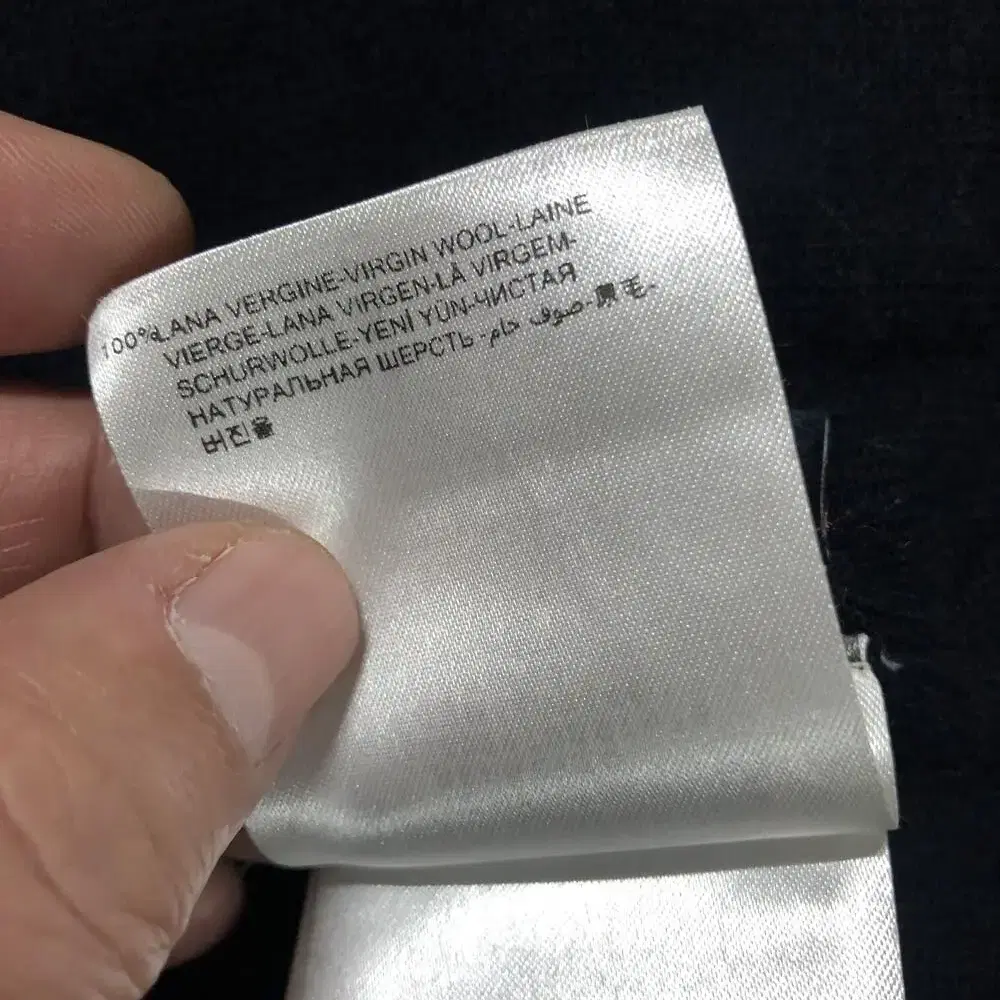 100% LANA VERGINE-VIRGIN WOOL-LAINE
VIERGE-LANA VIRGEN-LÃ VIRGEM-
SCHURWOLLE-YENİ YÜN-ЧИСТАЯ
НАТУРАЛЬНАЯ ШЕРСТЬ -صوف خام-羊毛-
버진울